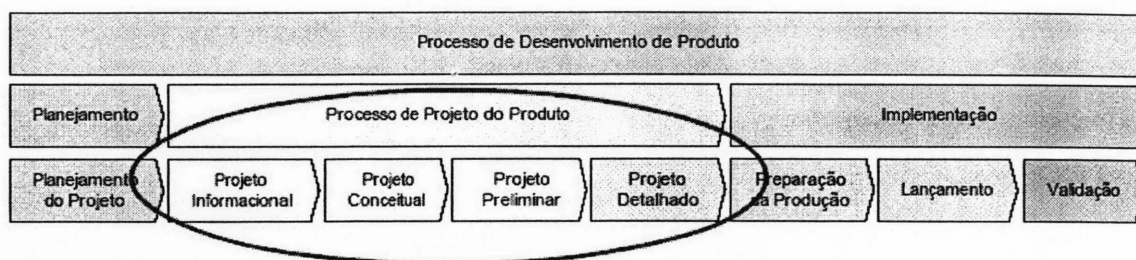 Processo de Desenvolvimento de Produto
Planejamento
Processo de Projeto do Produto
Implementação
Planejamento
do Projeto
Projeto
Informacional
Projeto
Conceitual
Projeto
Preliminar
Projeto
Detalhado
Preparação
da Produção
Lançamento
Validação